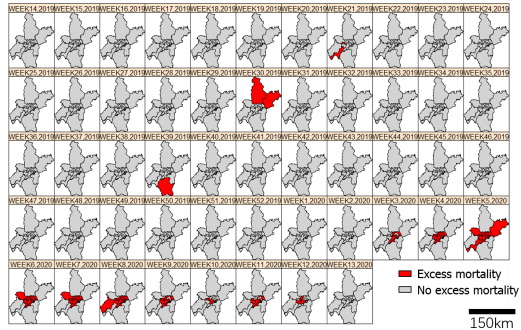 WEEK14,2019 WEEK15,2019 WEEK16,2019 WEEK17,2019 WEEK18,2019 WEEK19,2019 WEEK20,2019 WEEK21,2019 WEEK22,2019 WEEK23,2019 WEEK24,2019
WEEK25,2019 WEEK26,2019 WEEK27,2019 WEEK28,2019 WEEK29,2019 WEEK30,2019 WEEK31,2019 WEEK32,2019 WEEK33,2019 WEEK34,2019 WEEK35,2019
WEEK36,2019 WEEK37,2019 WEEK38,2019 WEEK39,2019 WEEK40,2019 WEEK41,2019 WEEK42,2019 WEEK43,2019 WEEK44,2019 WEEK45,2019 WEEK46,2019
WEEK47,2019 WEEK48,2019 WEEK49,2019 WEEK50,2019 WEEK51,2019 WEEK52,2019 WEEK1,2020 WEEK2,2020 WEEK3,2020 WEEK4,2020 WEEK5,2020
WEEK6,2020 WEEK7,2020 WEEK8,2020 WEEK9,2020 WEEK10,2020 WEEK11,2020 WEEK12,2020 WEEK13,2020
Excess mortality
No excess mortality
150km